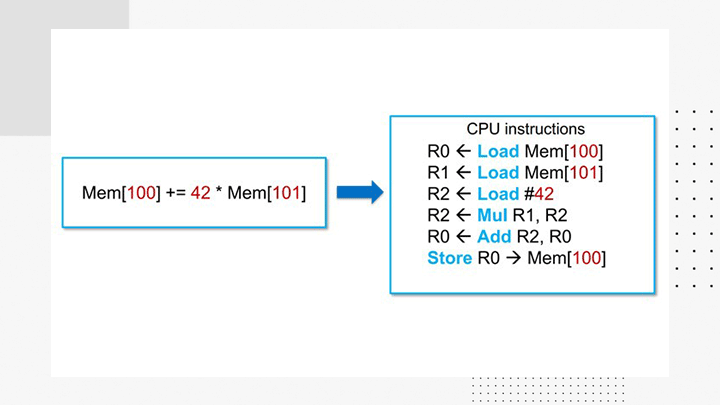 Mem[100] += 42 * Mem[101]
CPU instructions
R0 ← Load Mem[100]
R1 ← Load Mem[101]
R2 ← Load #42
R2 ← Mul R1, R2
R0 ← Add R2, R0
Store R0 → Mem[100]